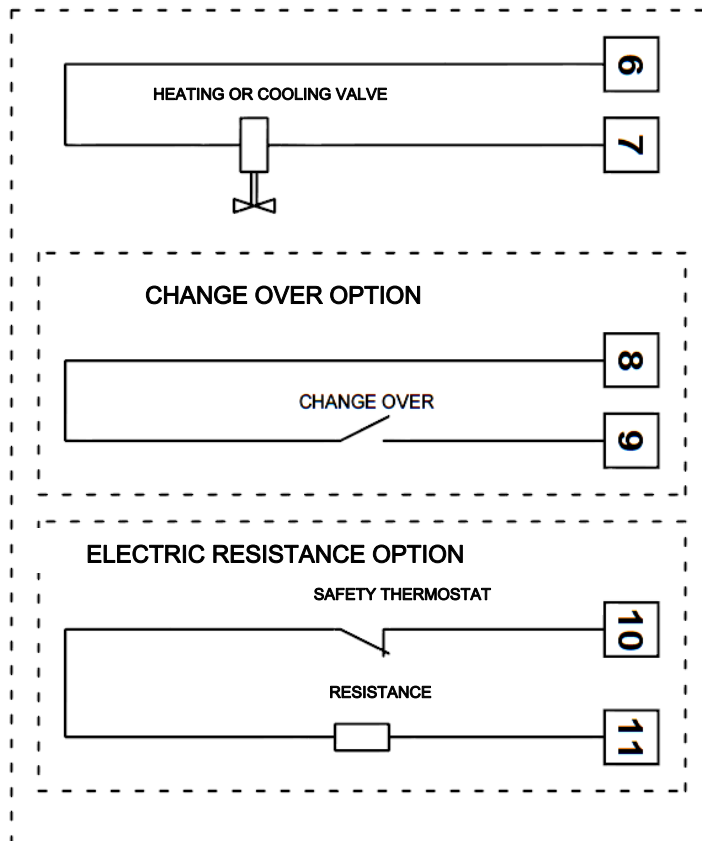 6
HEATING OR COOLING VALVE
7
CHANGE OVER OPTION
8
CHANGE OVER
9
ELECTRIC RESISTANCE OPTION
SAFETY THERMOSTAT
10
RESISTANCE
11